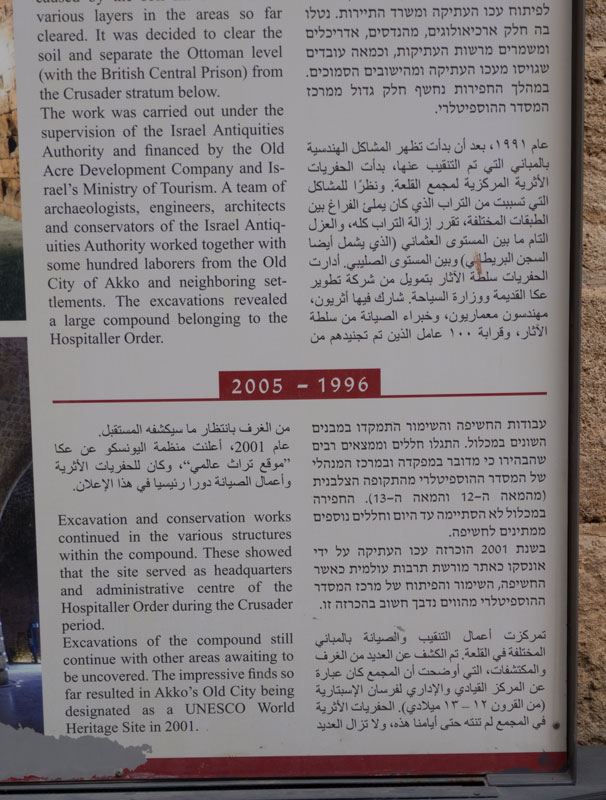 various layers in the areas so far
cleared. It was decided to clear the
soil and separate the Ottoman level
(with the British Central Prison) from
the Crusader stratum below.
The work was carried out under the
supervision of the Israel Antiquities
Authority and financed by the Old
Acre Development Company and Is-
rael's Ministry of Tourism. A team of
archaeologists, engineers, architects
and conservators of the Israel Antiq-
uities Authority worked together with
some hundred laborers from the Old
City of Akko and neighboring set-
tlements. The excavations revealed
a large compound belonging to the
Hospitaller Order.
לפיתוח עכו העתיקה ומשרד התיירות. נטלו
בה חלק ארכיאולוגים, מהנדסים, אדריכלים
ומשמרים מרשות העתיקות, וכמאה עובדים
שגויסו מעכו העתיקה ומהישובים הסמוכים.
במהלך החפירות נחשף חלק גדול ממרכז
המסדר ההוספיטלרי.
عام ١٩٩١، بعد أن بدأت تظهر المشاكل الهندسية
بالمباني التي تم التنقيب عنها، بدأت الحفريات
الأثرية المركزية لمجمع القلعة. ونظرًا للمشاكل
التي تسببت من التراب الذي كان يملئ الفراغ بين
الطبقات المختلفة، تقرر إزالة التراب كله، والعزل
التام ما بين المستوى العثماني (الذي يشمل أيضا
السجن البريطاني) وبين المستوى الصليبي. أدارت
الحفريات سلطة الآثار بتمويل من شركة تطوير
عكا القديمة ووزارة السياحة. شارك فيها أثريون،
مهندسون معماريون، وخبراء الصيانة من سلطة
الآثار، وقرابة ١٠٠ عامل الذين تم تجنيدهم من
2005 – 1996
من الغرف بانتظار ما سيكشفه المستقبل.
عام 2001، أعلنت منظمة اليونسكو عن عكا
"موقع تراث عالمي"، وكان للحفريات الأثرية
وأعمال الصيانة دورا رئيسيا في هذا الإعلان.
Excavation and conservation works
continued in the various structures
within the compound. These showed
that the site served as headquarters
and administrative centre of the
Hospitaller Order during the Crusader
period.
Excavations of the compound still
continue with other areas awaiting to
be uncovered. The impressive finds so
far resulted in Akko's Old City being
designated as a UNESCO World
Heritage Site in 2001.
עבודות החשיפה והשימור התמקדו במבנים
השונים במכלול. התגלו חללים וממצאים רבים
שהבהירו כי מדובר במפקדה ובמרכז המנהלי
של המסדר ההוספיטלרי מהתקופה הצלבנית
(מהמאה ה–12 והמאה ה–13). החפירה
במכלול לא הסתיימה עד היום וחללים נוספים
ממתינים לחשיפה.
בשנת 2001 הוכרזה עכו העתיקה על ידי
אונסקו כאתר מורשת תרבות עולמית כאשר
החשיפה, השימור והפיתוח של מרכז המסדר
ההוספיטלרי מהווים נדבך חשוב בהכרזה זו.
تمركزت أعمال التنقيب والصيانة بالمباني
المختلفة في القلعة. تم الكشف عن العديد من الغرف
والمكتشفات، التي أوضحت أن المجمع كان عبارة
عن المركز القيادي والإداري لفرسان الإسبتارية
(من القرون ١٢ – ١٣ ميلادي). الحفريات الأثرية
في المجمع لم تنته حتى أيامنا هذه، ولا تزال العديد